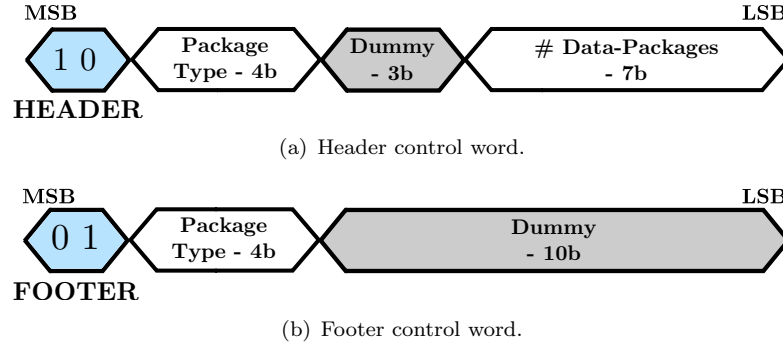 MSB LSB
1 0 Package Dummy # Data-Packages
Type - 4b - 3b - 7b
HEADER
(a) Header control word.
MSB LSB
0 1 Package Dummy
Type - 4b - 10b
FOOTER
(b) Footer control word.